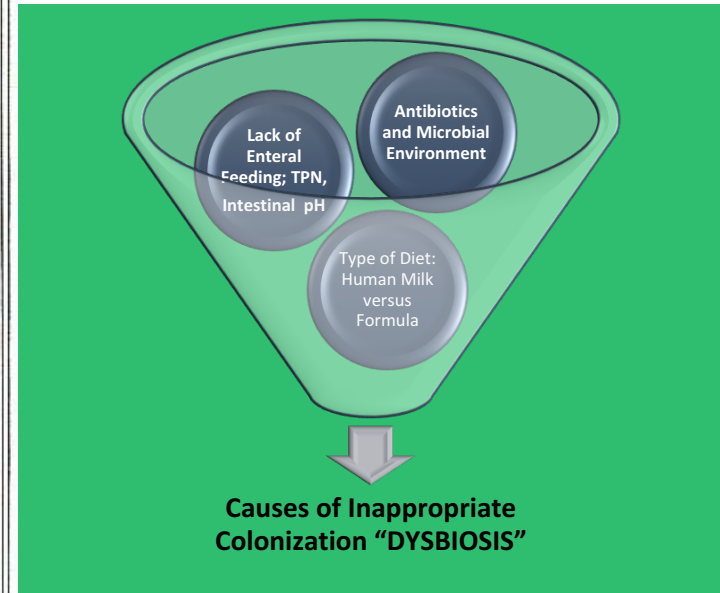 Lack of
Enteral
Feeding; TPN,
Intestinal pH
Antibiotics
and Microbial
Environment
Type of Diet:
Human Milk
versus
Formula
Causes of Inappropriate
Colonization “DYSBIOSIS”